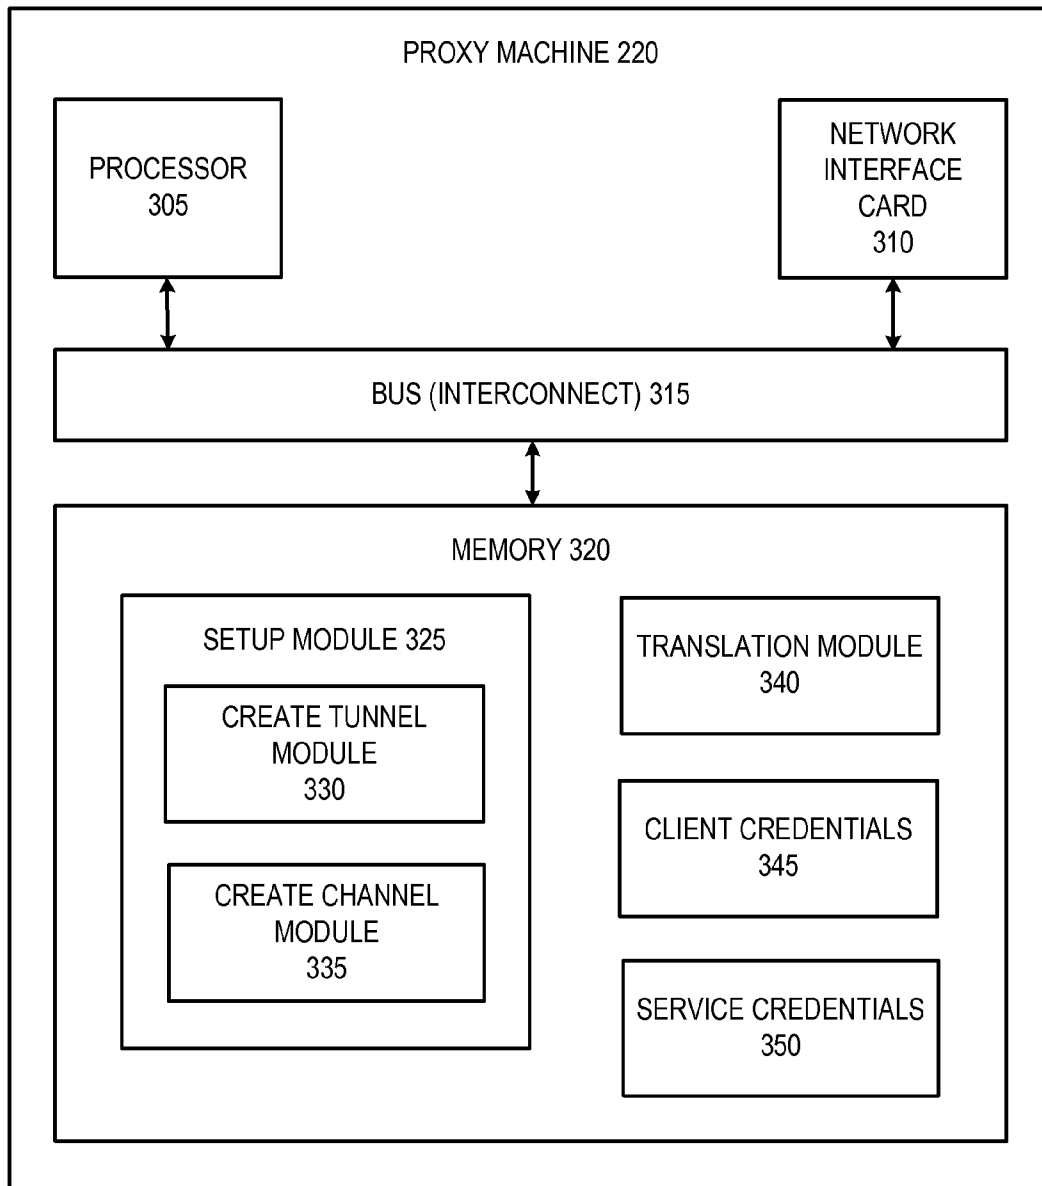 PROXY MACHINE 220
PROCESSOR
305
NETWORK
INTERFACE
CARD
310
BUS (INTERCONNECT) 315
MEMORY 320
SETUP MODULE 325
CREATE TUNNEL
MODULE
330
CREATE CHANNEL
MODULE
335
TRANSLATION MODULE
340
CLIENT CREDENTIALS
345
SERVICE CREDENTIALS
350